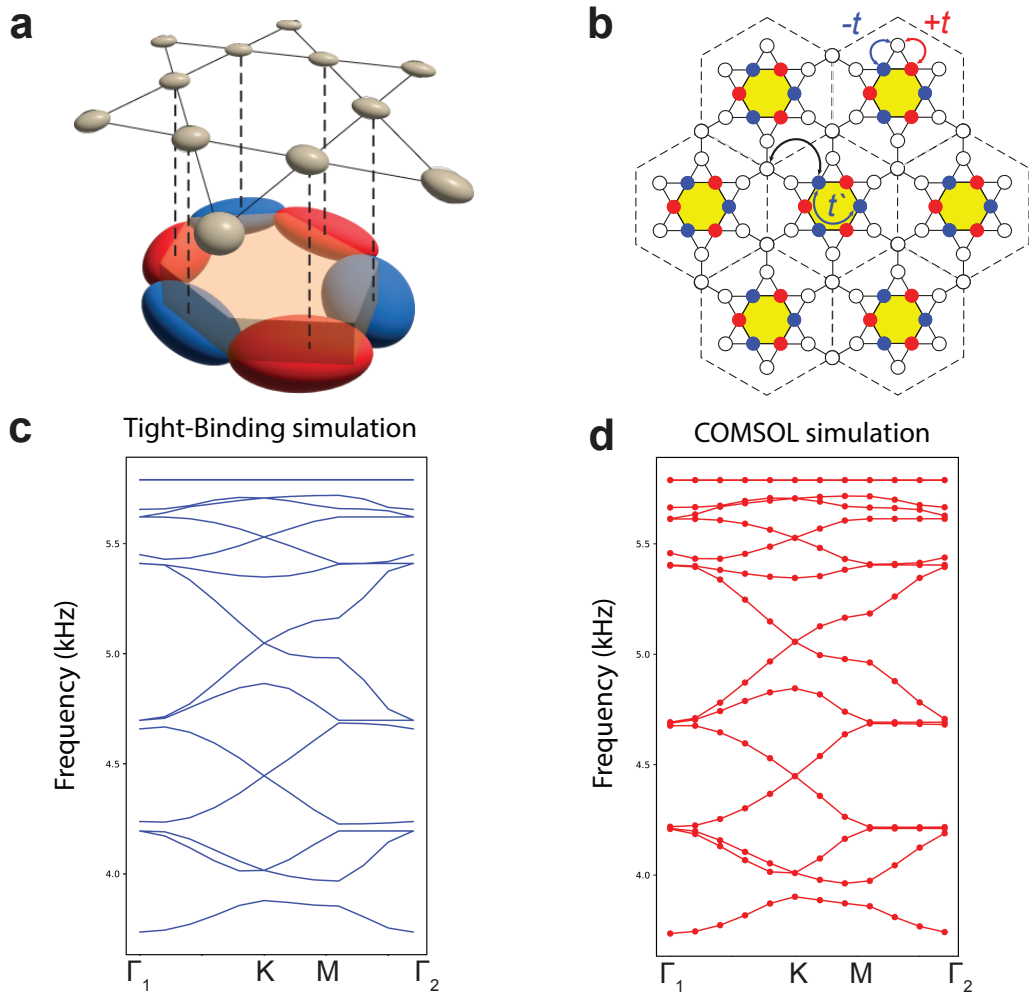 a
b
-t
+t
t`
c
Tight-Binding simulation
d
COMSOL simulation
Frequency (kHz)
5.5
5.0
4.5
4.0
Γ1
K
M
Γ2
Frequency (kHz)
5.5
5.0
4.5
4.0
Γ1
K
M
Γ2